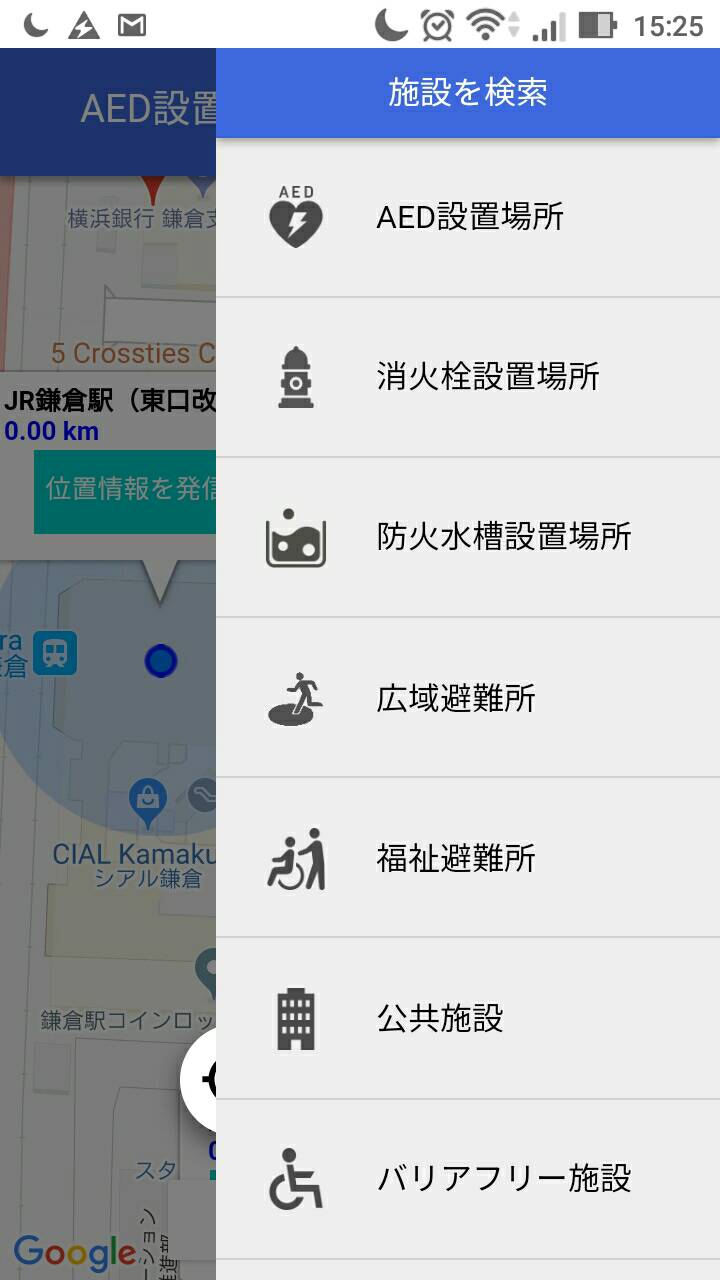 15:25
施設を検索
AED設置
AED
AED設置場所
消火栓設置場所
防火水槽設置場所
広域避難所
福祉避難所
公共施設
バリアフリー施設
横浜銀行 鎌倉
5 Crossties C
JR鎌倉駅（東口改
0.00 km
位置情報を発信
ra
倉
CIAL Kamaku
シアル鎌倉
鎌倉駅コインロッ
スタ
ーション
Google